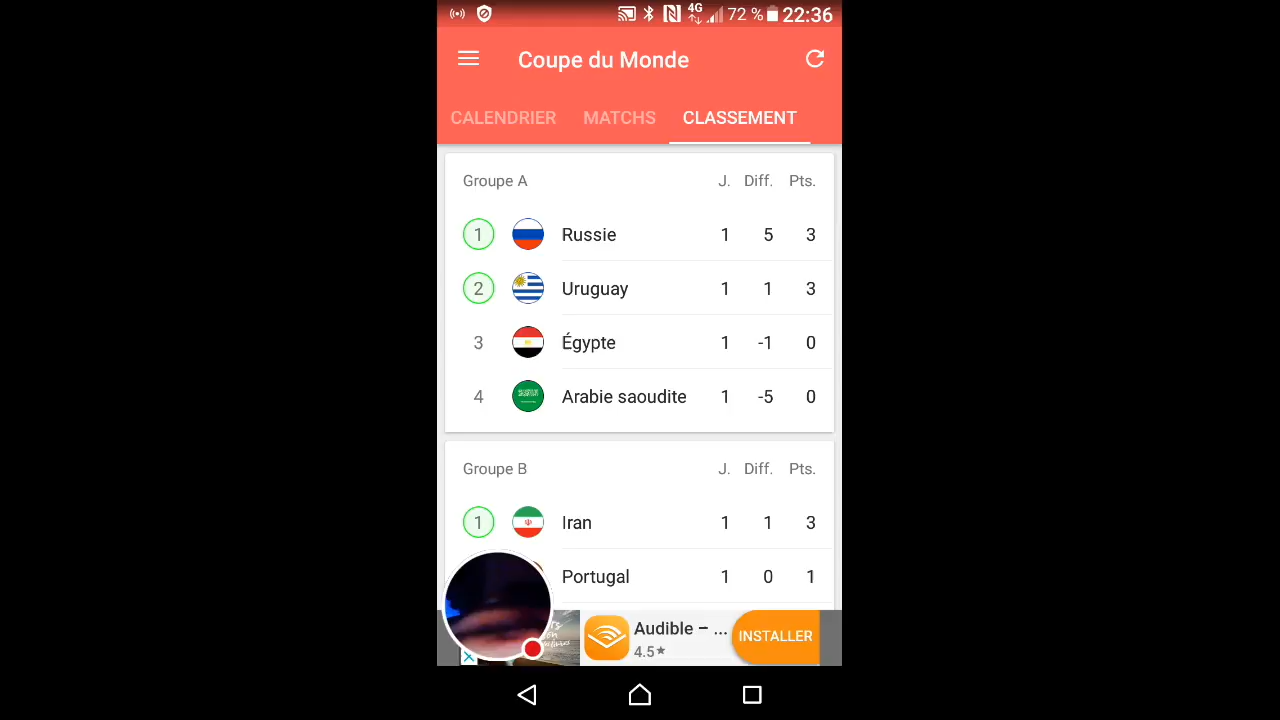 4G 72 % 22:36
Coupe du Monde
CALENDRIER MATCHS CLASSEMENT
Groupe A J. Diff. Pts.
1 Russie 1 5 3
2 Uruguay 1 1 3
3 Égypte 1 -1 0
4 Arabie saoudite 1 -5 0
Groupe B J. Diff. Pts.
1 Iran 1 1 3
Portugal 1 0 1
Audible – ...
4.5★
INSTALLER